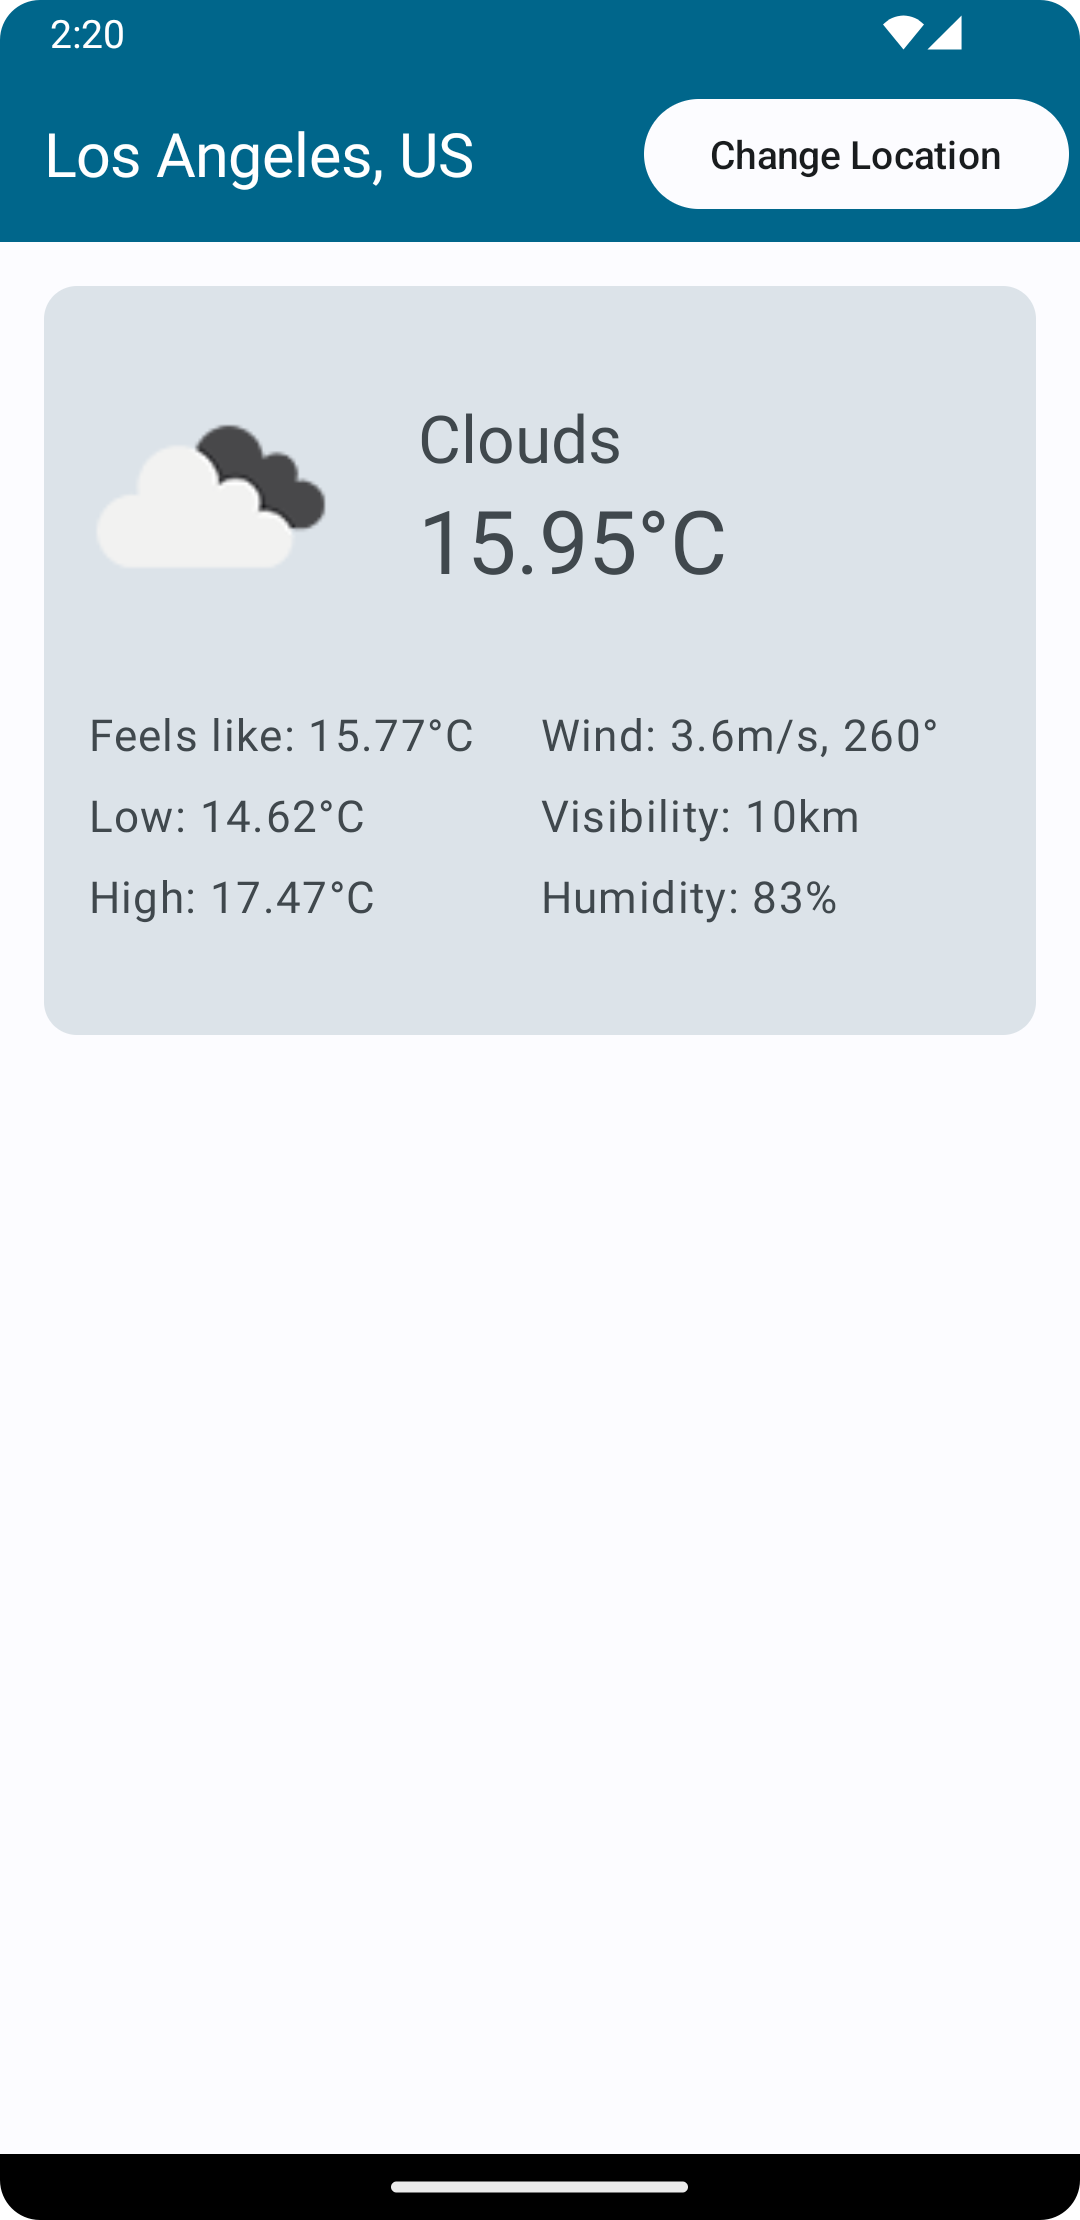 2:20
Los Angeles, US
Change Location
Clouds
15.95°C
Feels like: 15.77°C
Wind: 3.6m/s, 260°
Low: 14.62°C
Visibility: 10km
High: 17.47°C
Humidity: 83%